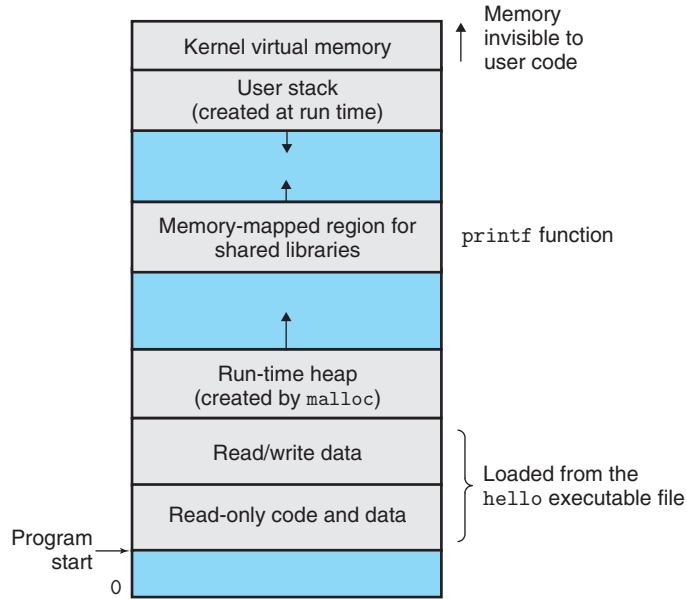 Memory
invisible to
user code
Kernel virtual memory
User stack
(created at run time)
Memory-mapped region for
shared libraries
printf function
Run-time heap
(created by malloc)
Read/write data
Loaded from the
hello executable file
Read-only code and data
Program
start
0